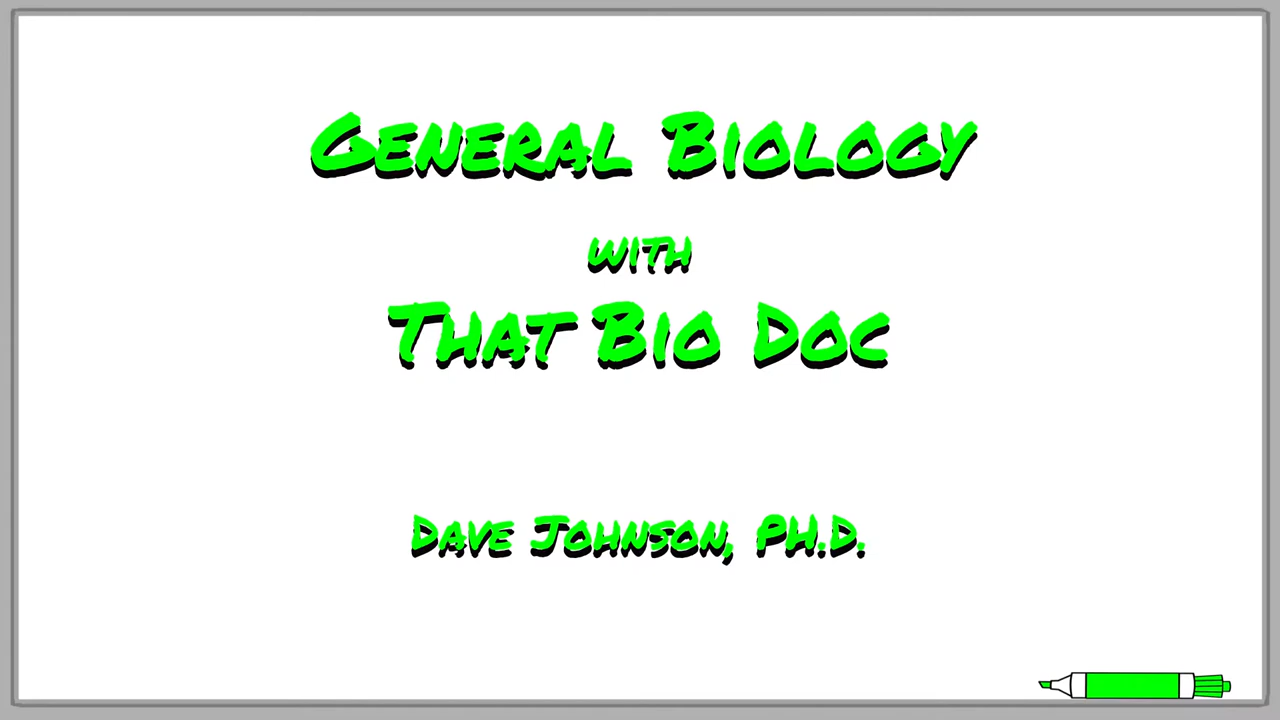 General Biology
with
That Bio Doc
Dave Johnson, PH.D.